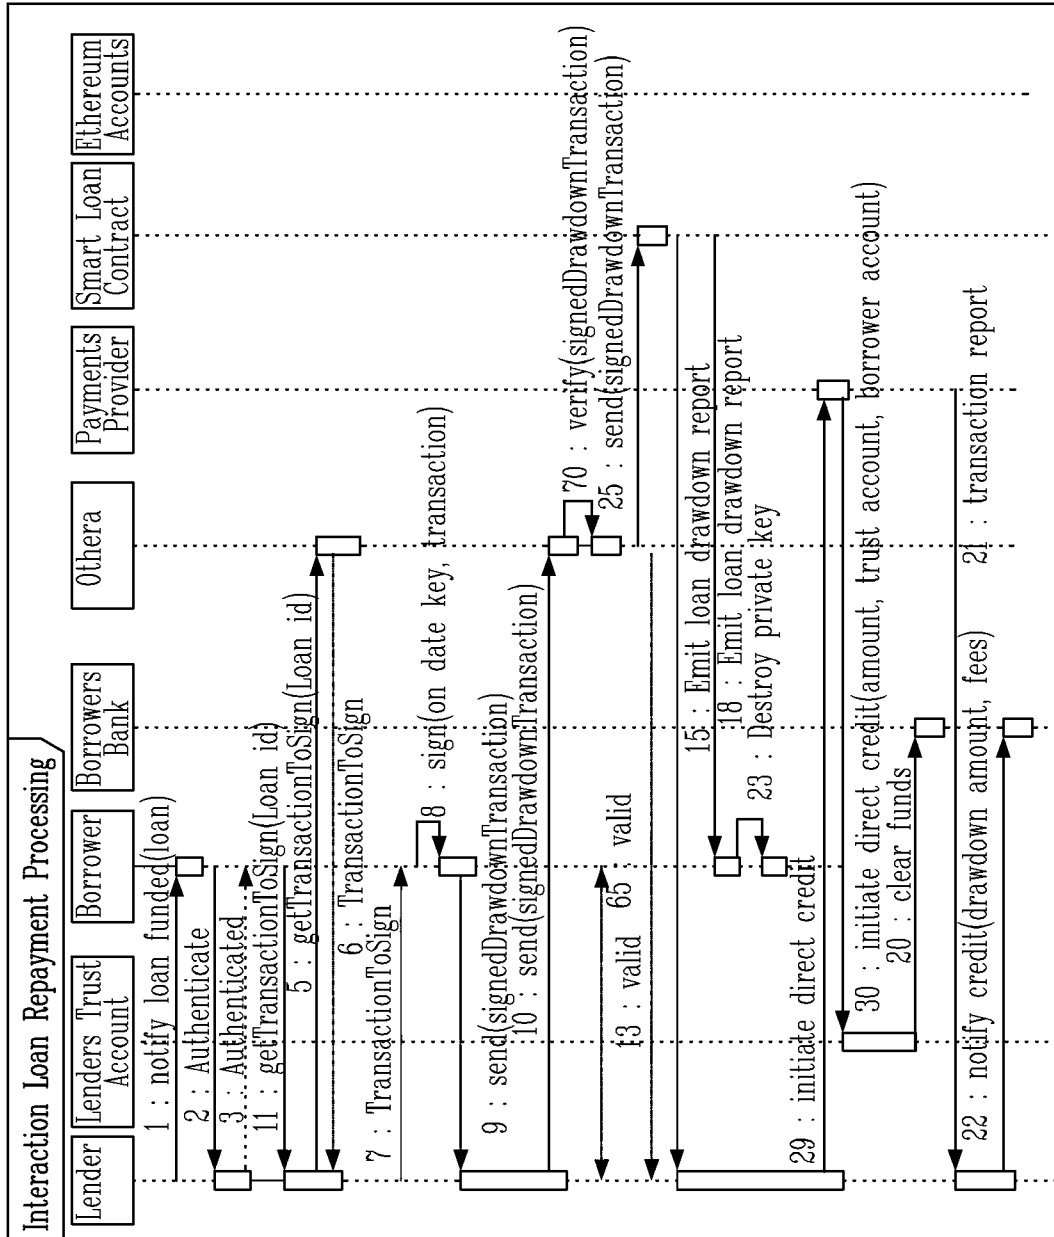 Interaction Loan Repayment Processing
Lender
Lenders Trust
Account
Borrower
Borrowers
Bank
Othera
Payments
Provider
Smart Loan
Contract
Ethereum
Accounts
1 : notify loan funded(loan)
2 : Authenticate
3 : Authenticated
11 : getTransactionToSign(Loan id)
5 : getTransactionToSign(Loan id)
6 : TransactionToSign
7 : TransactionToSign
8 : sign(on date key, transaction)
9 : send(signedDrawdownTransaction)
10 : send(signedDrawdownTransaction)
70 : verify(signedDrawdownTransaction)
25 : send(signedDrawdownTransaction)
65 : valid
13 : valid
15 : Emit loan drawdown report
18 : Emit loan drawdown report
23 : Destroy private key
29 : initiate direct credit
30 : initiate direct credit(amount, trust account, borrower account)
20 : clear funds
21 : transaction report
22 : notify credit(drawdown amount, fees)